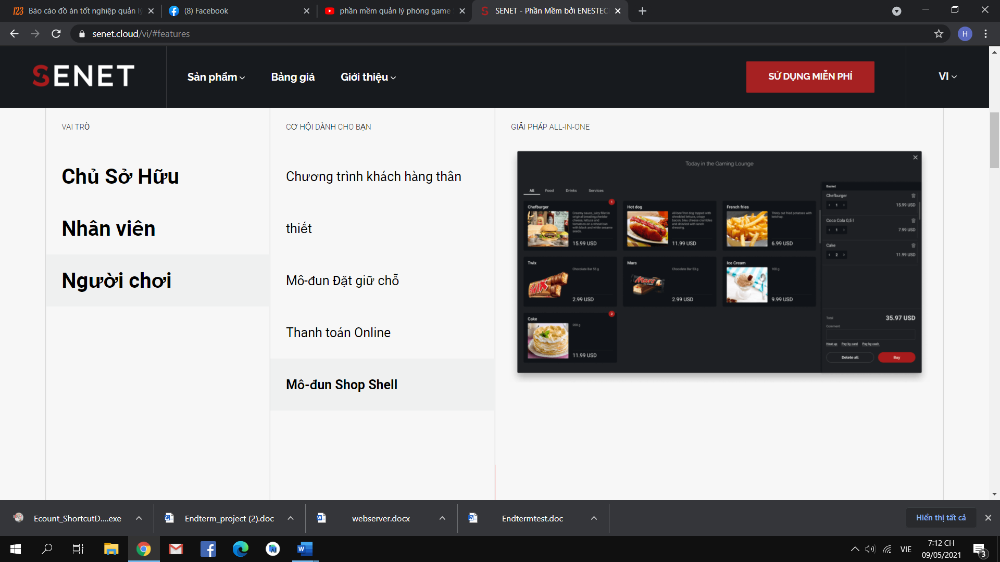 123 Báo cáo đồ án tốt nghiệp quản lý
(8) Facebook
phần mềm quản lý phòng game
SENET - Phần Mềm bởi ENESTEC
senet.cloud/vi/#features
H
SENET
Sản phẩm
Bảng giá
Giới thiệu
SỬ DỤNG MIỄN PHÍ
VI
VAI TRÒ
Chủ Sở Hữu
Nhân viên
Người chơi
CƠ HỘI DÀNH CHO BẠN
Chương trình khách hàng thân
thiết
Mô-đun Đặt giữ chỗ
Thanh toán Online
Mô-đun Shop Shell
GIẢI PHÁP ALL-IN-ONE
Today in the Gaming Lounge
All
Food
Drinks
Services
Chefburger
1
Creamy sauce, juicy fillet in
original breading,cheddar
cheese, lettuce and
tomatoes on a wheat bun
with black and white sesame
seeds.
15.99 USD
Hot dog
All-beef hot dog topped with
shredded lettuce, crispy
bacon, bleu cheese crumbles
and drizzled with ranch
dressing.
11.99 USD
French fries
Thinly cut fried potatoes with
ketchup.
6.99 USD
Twix
Chocolate Bar 55 g
2.99 USD
Mars
Chocolate Bar 53 g
2.99 USD
Ice Cream
100 g
9.99 USD
Cake
2
200 g
11.99 USD
Basket
Chefburger
1
15.99 USD
Coca Cola 0,5 l
1
7.99 USD
Cake
2
11.99 USD
Total
35.97 USD
Comment
Heat up
Pay by card
Pay by cash
Delete all
Buy
Ecount_ShortcutD....exe
Endterm_project (2).doc
webserver.docx
Endtermtest.doc
Hiển thị tất cả
VIE
7:12 CH
09/05/2021
3